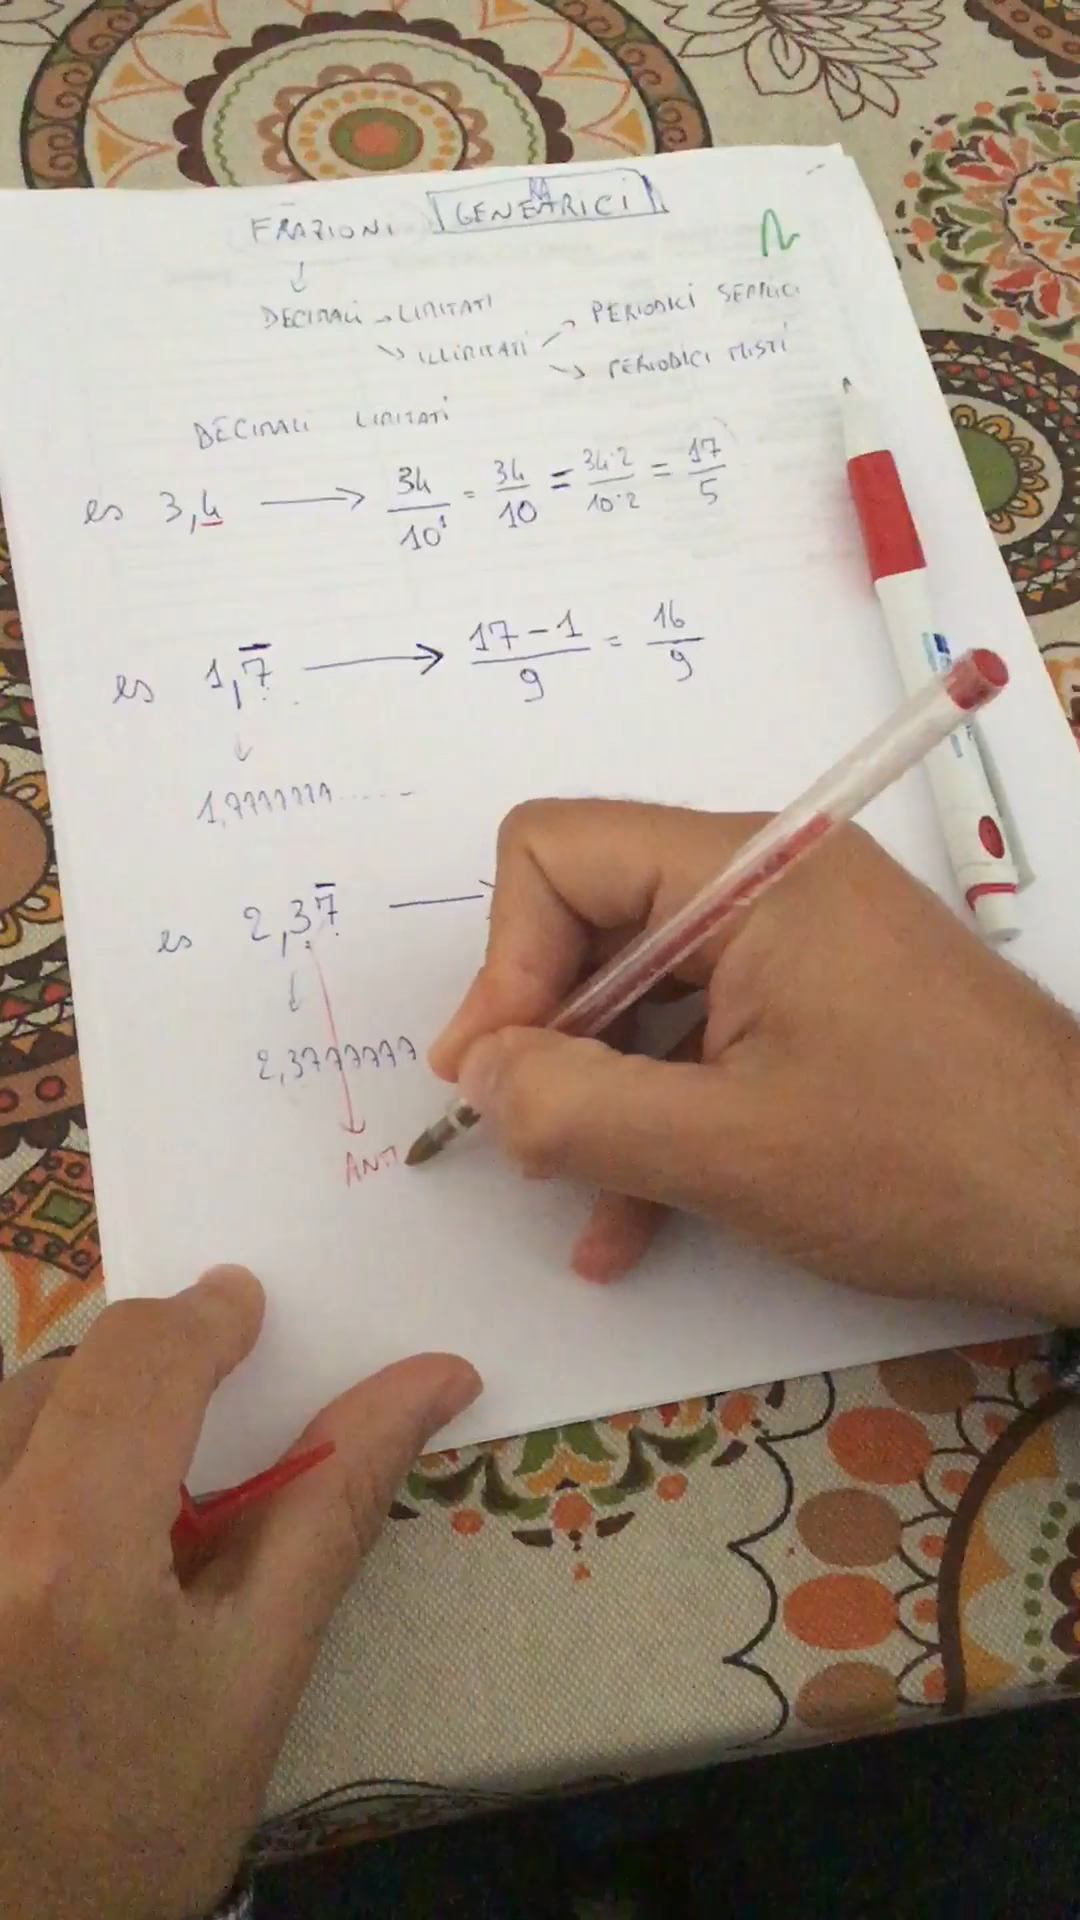 FRAZIONI GENERATRICI
DECIMALI → LIMITATI
→ ILLIMITATI → PERIODICI SEMPLICI
→ PERIODICI MISTI
DECIMALI LIMITATI
es 3,4 → 34/10¹ = 34/10 = 34:2/10:2 = 17/5
es 1,7̅ → 17-1/9 = 16/9
1,7777777......
es 2,37̅ →
2,3777777
ANTI